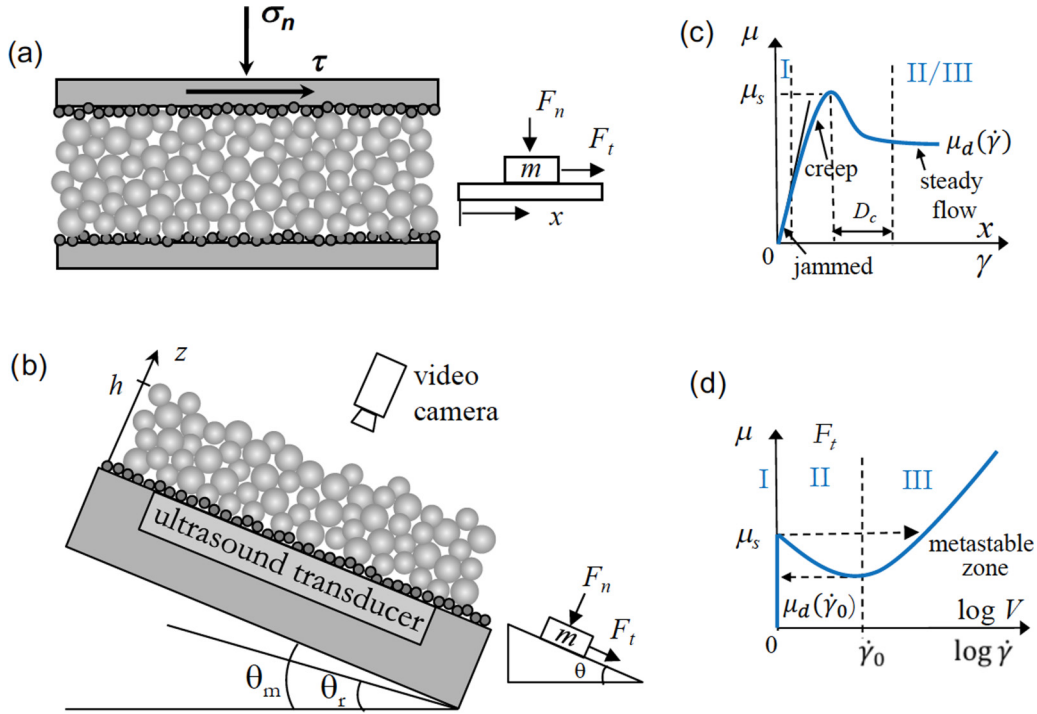 (a)
σn
τ
Fn
Ft
m
x
(c)
μ
I
II/III
μs
μd(γ̇)
creep
steady
flow
Dc
x
0
jammed
γ
(b)
z
h
video
camera
ultrasound transducer
θm
θr
Fn
m
Ft
θ
(d)
μ
Ft
I
II
III
μs
metastable
zone
μd(γ̇0)
log V
0
γ̇0
log γ̇